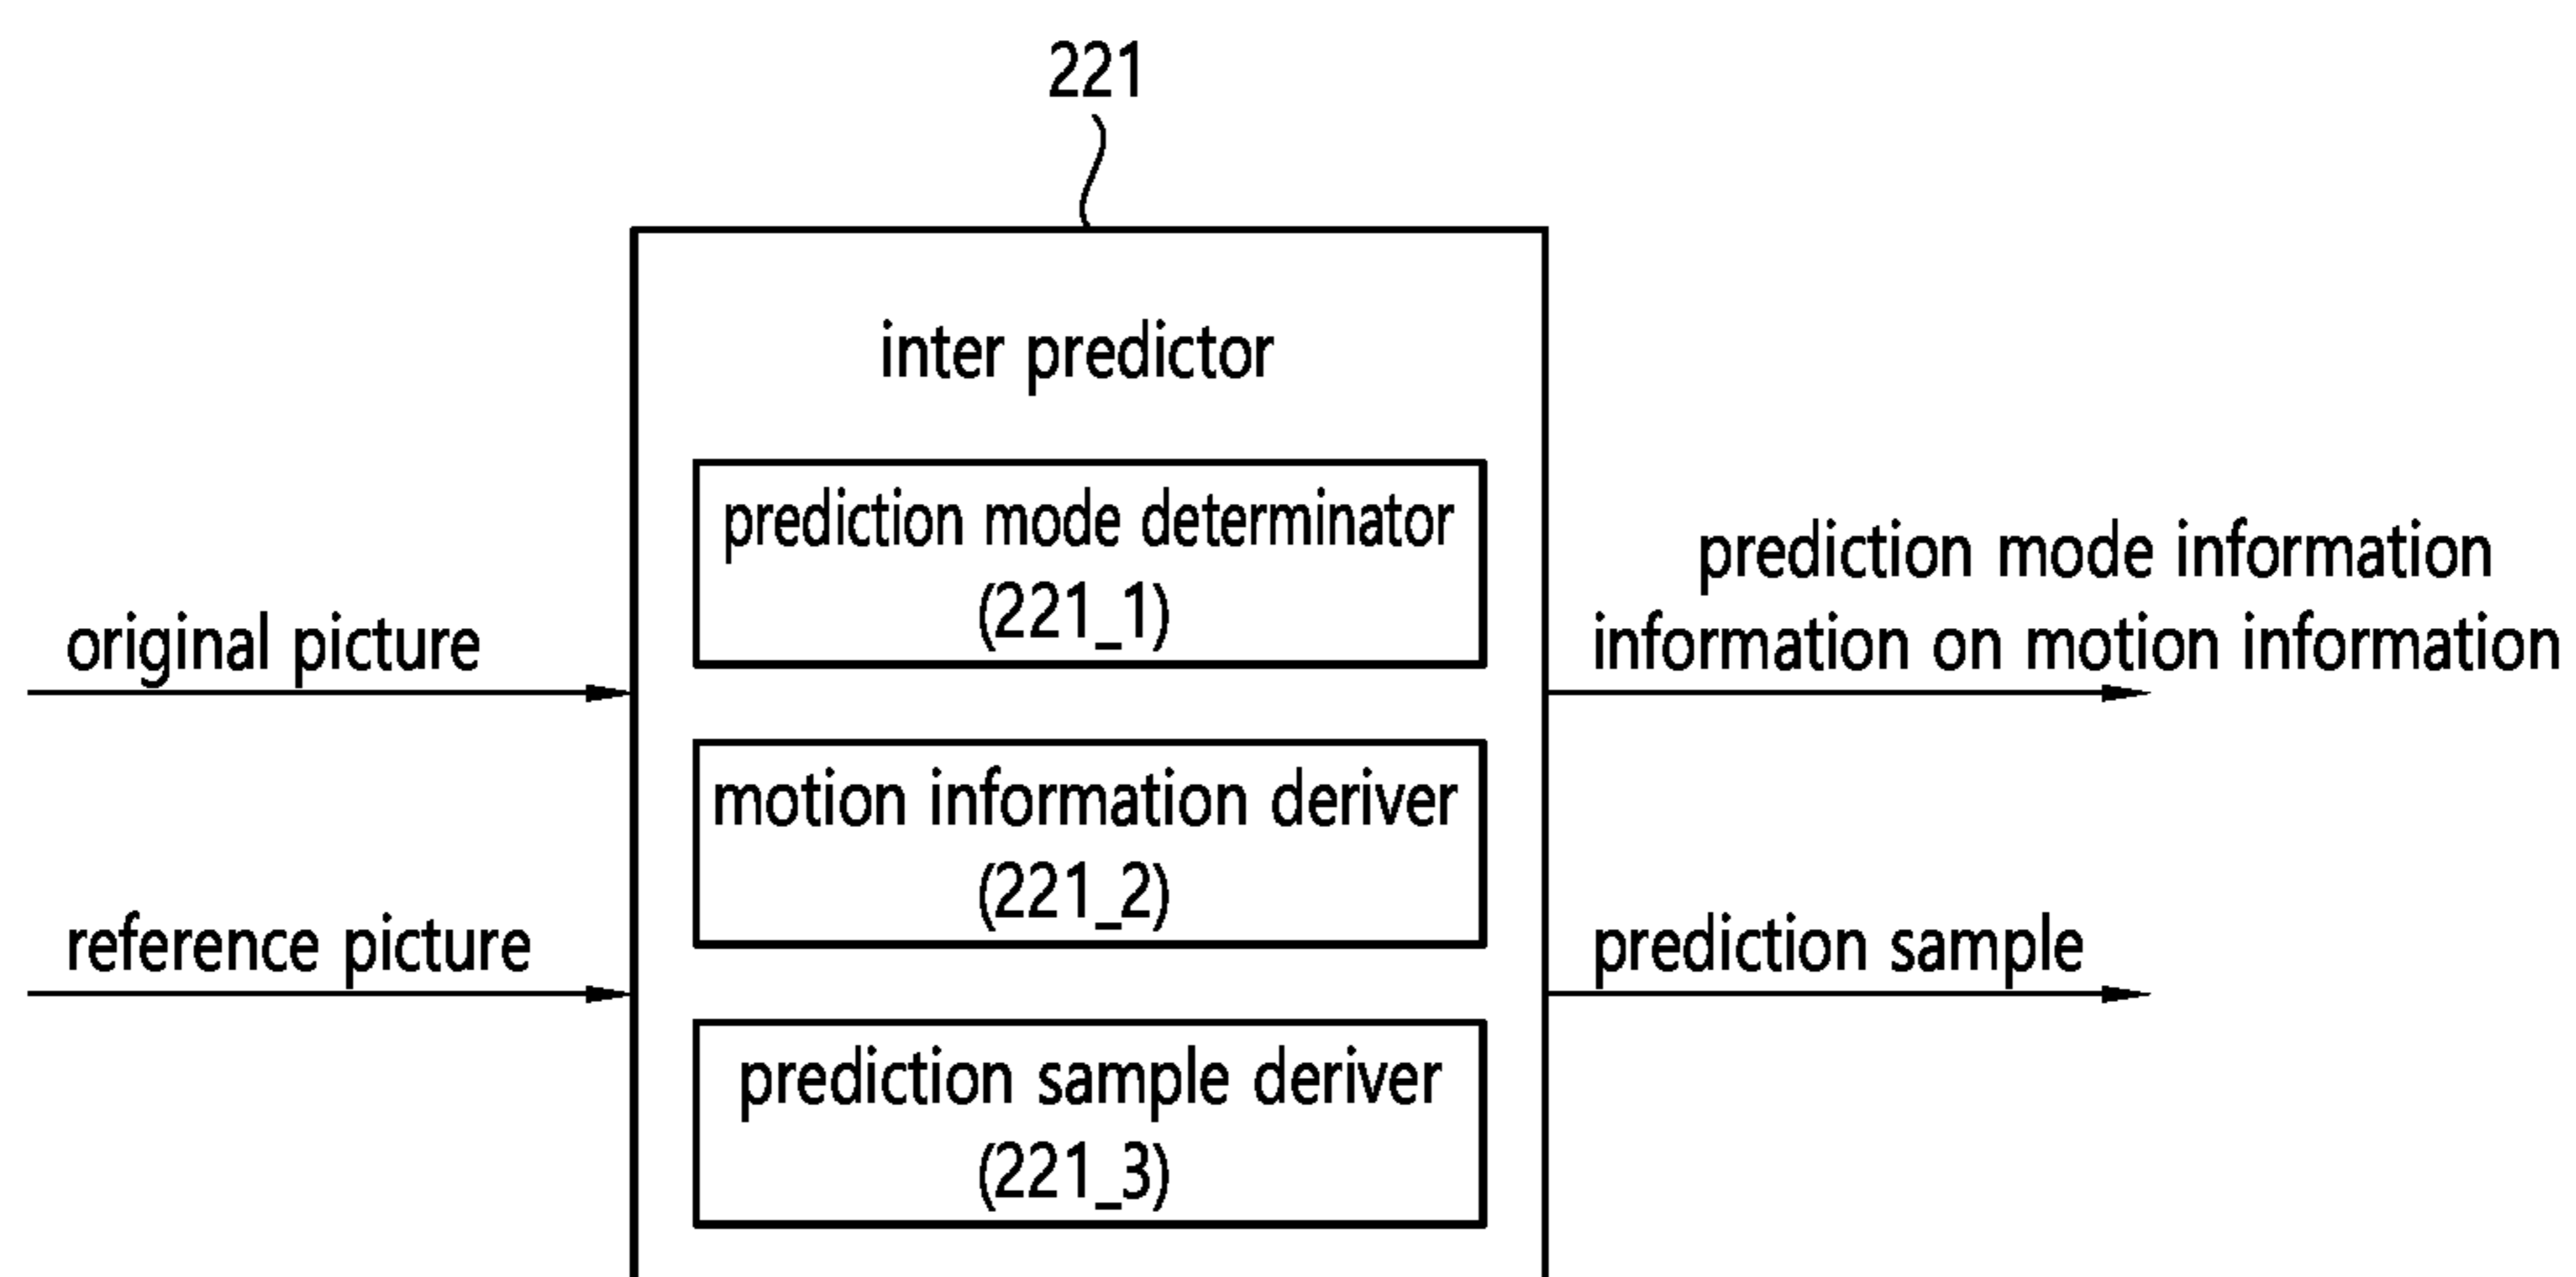 221
inter predictor
prediction mode determinator
(221_1)
original picture
prediction mode information
information on motion information
motion information deriver
(221_2)
reference picture
prediction sample
prediction sample deriver
(221_3)